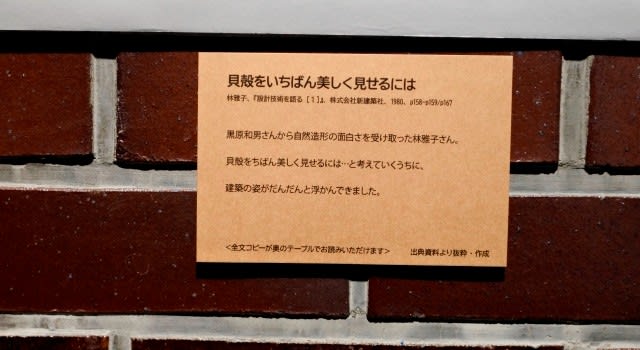 貝殻をいちばん美しく見せるには
林雅子、『設計技術を語る［1］』、株式会社新建築社、1980、p158-p159/p167
黒原和男さんから自然造形の面白さを受け取った林雅子さん。
貝殻をちばん美しく見せるには…と考えていくうちに、
建築の姿がだんだんと浮かんできました。
<全文コピーが奥のテーブルでお読みいただけます>
出典資料より抜粋・作成